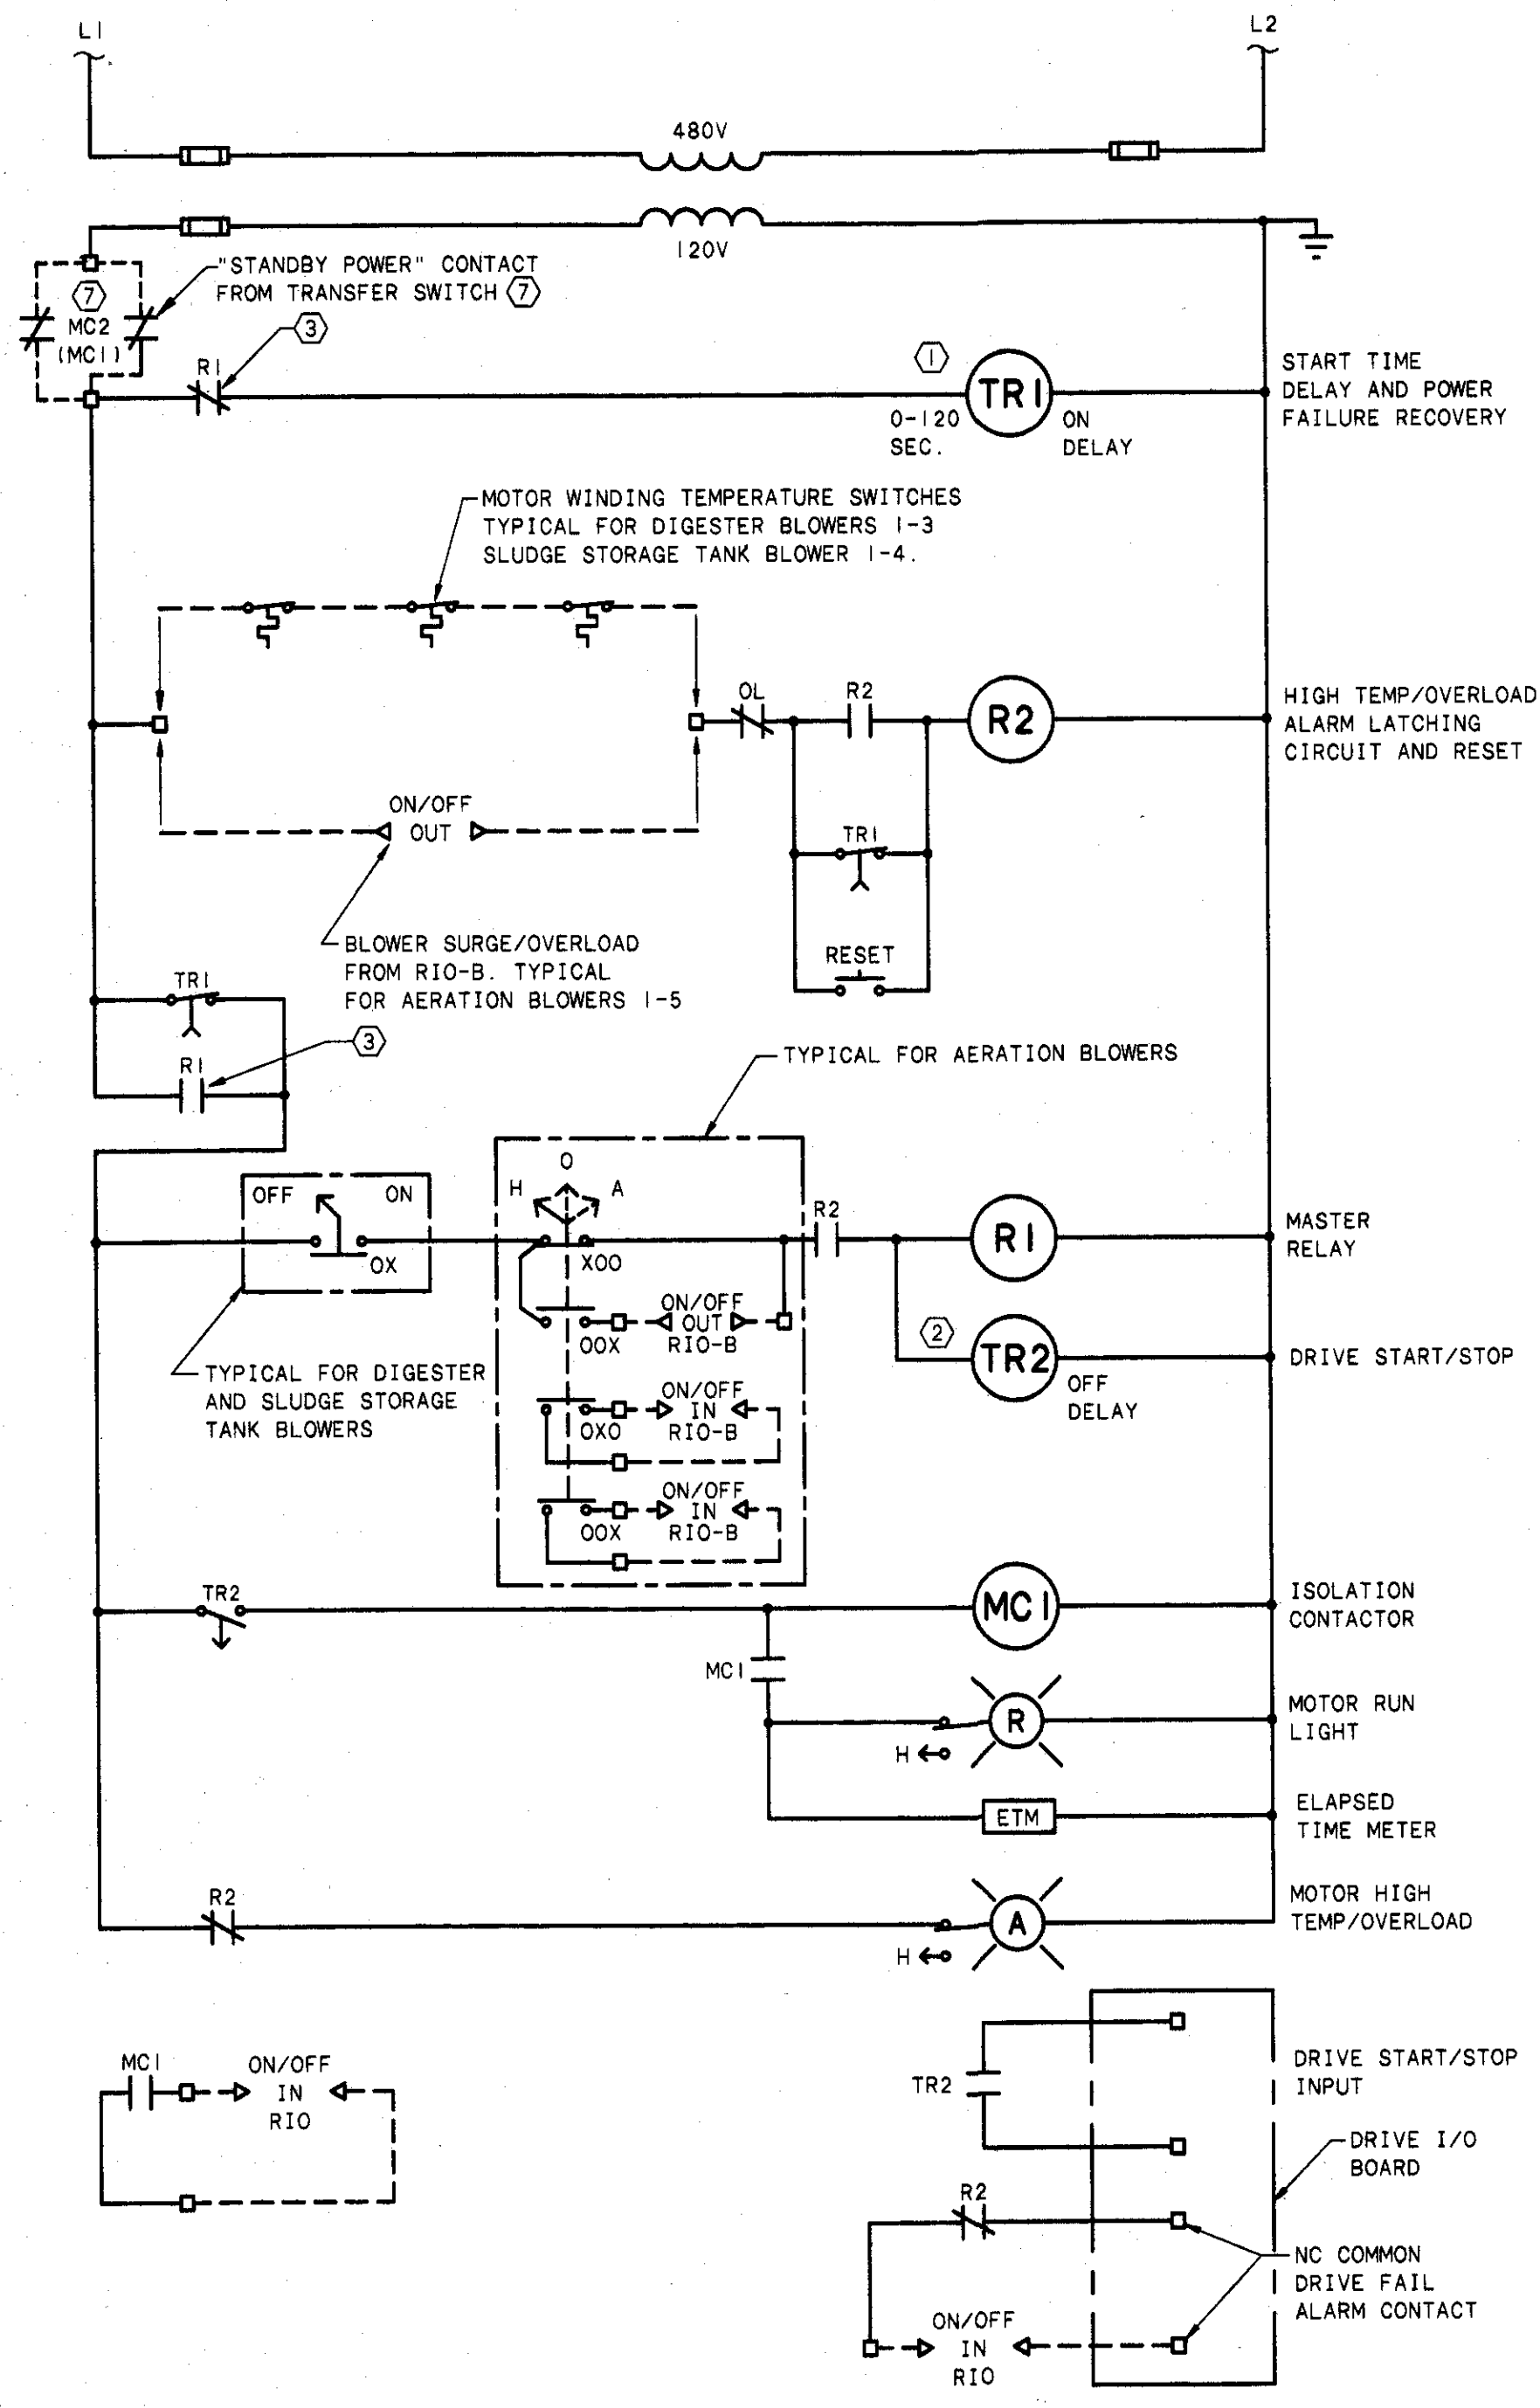 L1
L2
480V
120V
"STANDBY POWER" CONTACT
FROM TRANSFER SWITCH 7
7
MC2
(MC1)
3
R1
1
TR1
0-120
SEC.
ON
DELAY
START TIME
DELAY AND POWER
FAILURE RECOVERY
MOTOR WINDING TEMPERATURE SWITCHES
TYPICAL FOR DIGESTER BLOWERS 1-3
SLUDGE STORAGE TANK BLOWER 1-4.
OL
R2
R2
HIGH TEMP/OVERLOAD
ALARM LATCHING
CIRCUIT AND RESET
ON/OFF
OUT
TR1
RESET
BLOWER SURGE/OVERLOAD
FROM RIO-B. TYPICAL
FOR AERATION BLOWERS 1-5
TR1
3
R1
TYPICAL FOR AERATION BLOWERS
OFF
ON
OX
H
O
A
XOO
R2
R1
MASTER
RELAY
ON/OFF
OUT
RIO-B
OOX
2
TR2
OFF
DELAY
DRIVE START/STOP
TYPICAL FOR DIGESTER
AND SLUDGE STORAGE
TANK BLOWERS
ON/OFF
IN
RIO-B
OXO
ON/OFF
IN
RIO-B
OOX
TR2
MC1
ISOLATION
CONTACTOR
MC1
R
H
MOTOR RUN
LIGHT
ETM
ELAPSED
TIME METER
R2
A
H
MOTOR HIGH
TEMP/OVERLOAD
MC1
ON/OFF
IN
RIO
TR2
DRIVE START/STOP
INPUT
DRIVE I/O
BOARD
R2
NC COMMON
DRIVE FAIL
ALARM CONTACT
ON/OFF
IN
RIO